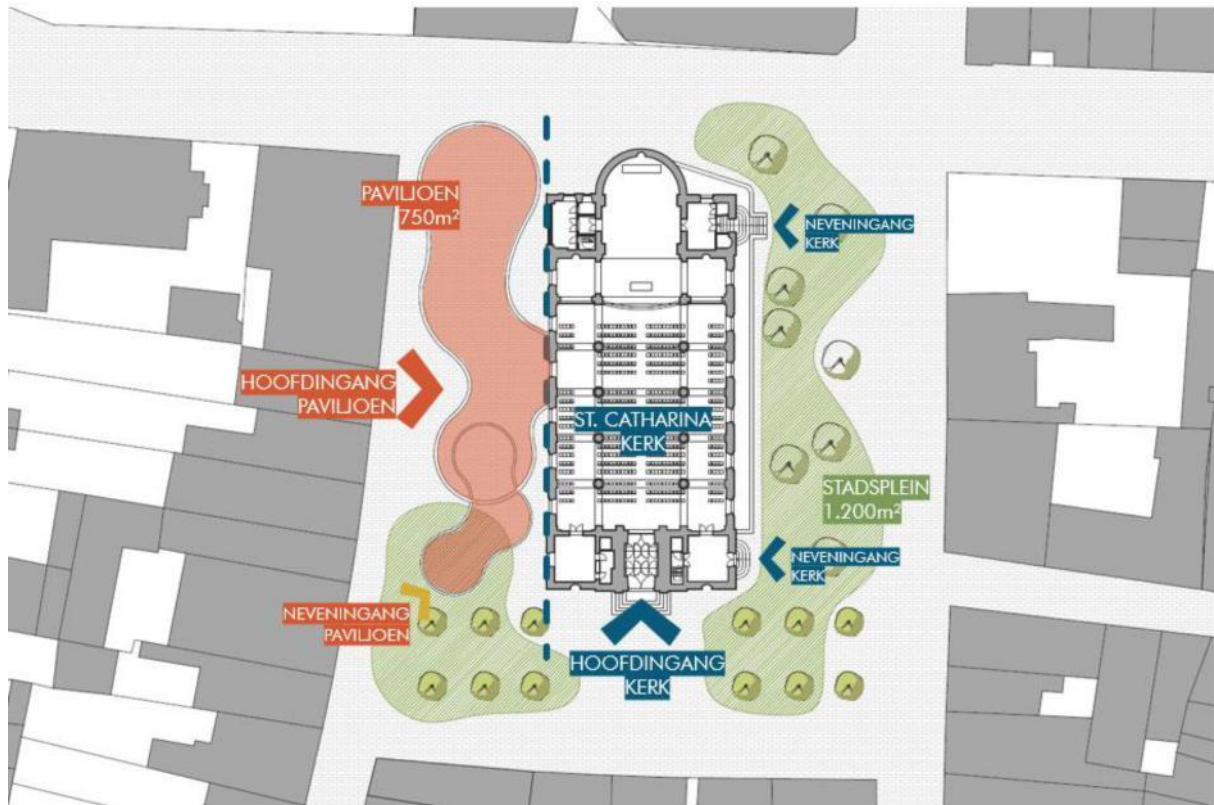 PAVILJOEN
750m²
NEVENINGANG
KERK
HOOFDINGANG
PAVILJOEN
ST. CATHARINA
KERK
STADSPLEIN
1.200m²
NEVENINGANG
KERK
NEVENINGANG
PAVILJOEN
HOOFDINGANG
KERK